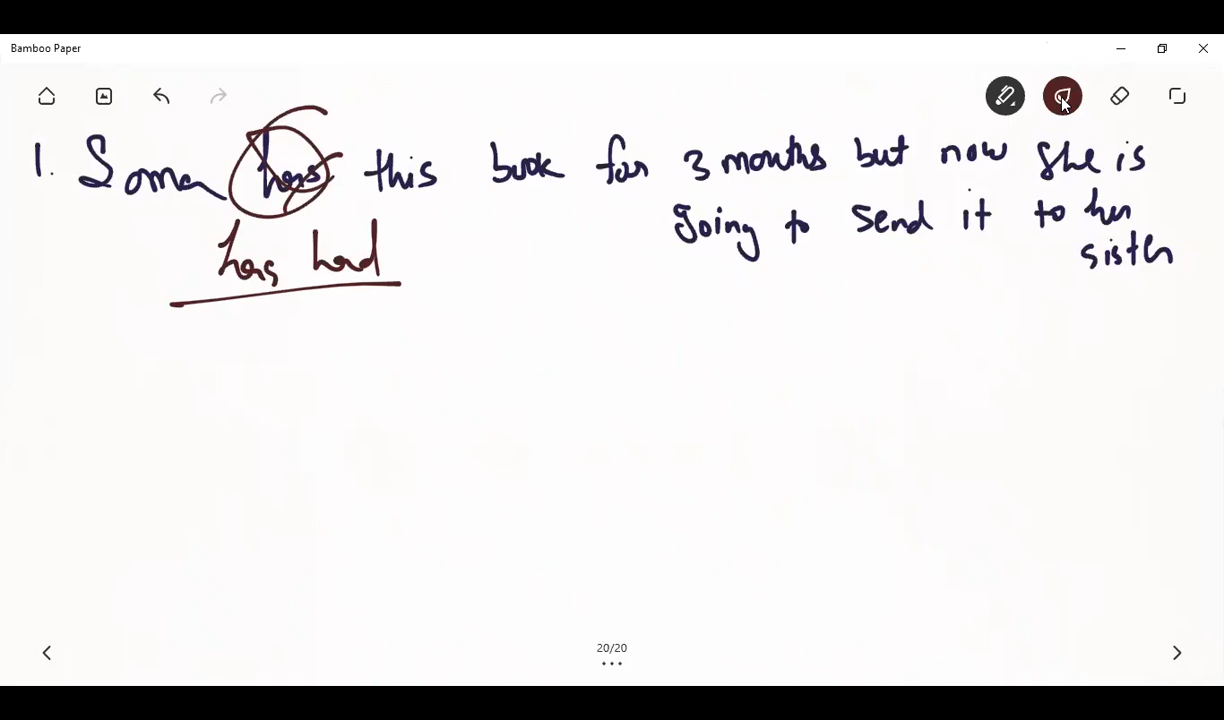 Bamboo Paper
1. Soma has this book for 3 months but now she is
going to send it to her
sister
has had
20/20